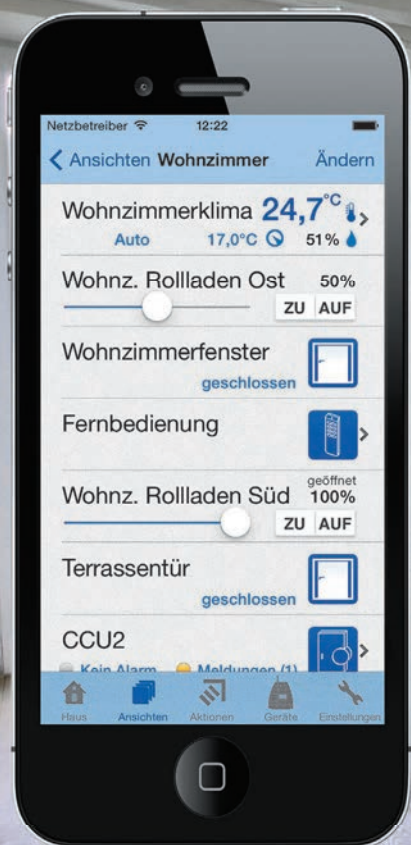 Netzbetreiber 12:22
Ansichten Wohnzimmer Ändern
Wohnzimmerklima 24,7°C
Auto 17,0°C 51%
Wohnz. Rollladen Ost 50%
ZU AUF
Wohnzimmerfenster
geschlossen
Fernbedienung
geöffnet
Wohnz. Rollladen Süd 100%
ZU AUF
Terrassentür
geschlossen
CCU2
Kein Alarm Meldungen (1)
Haus Ansichten Aktionen Geräte Einstellungen